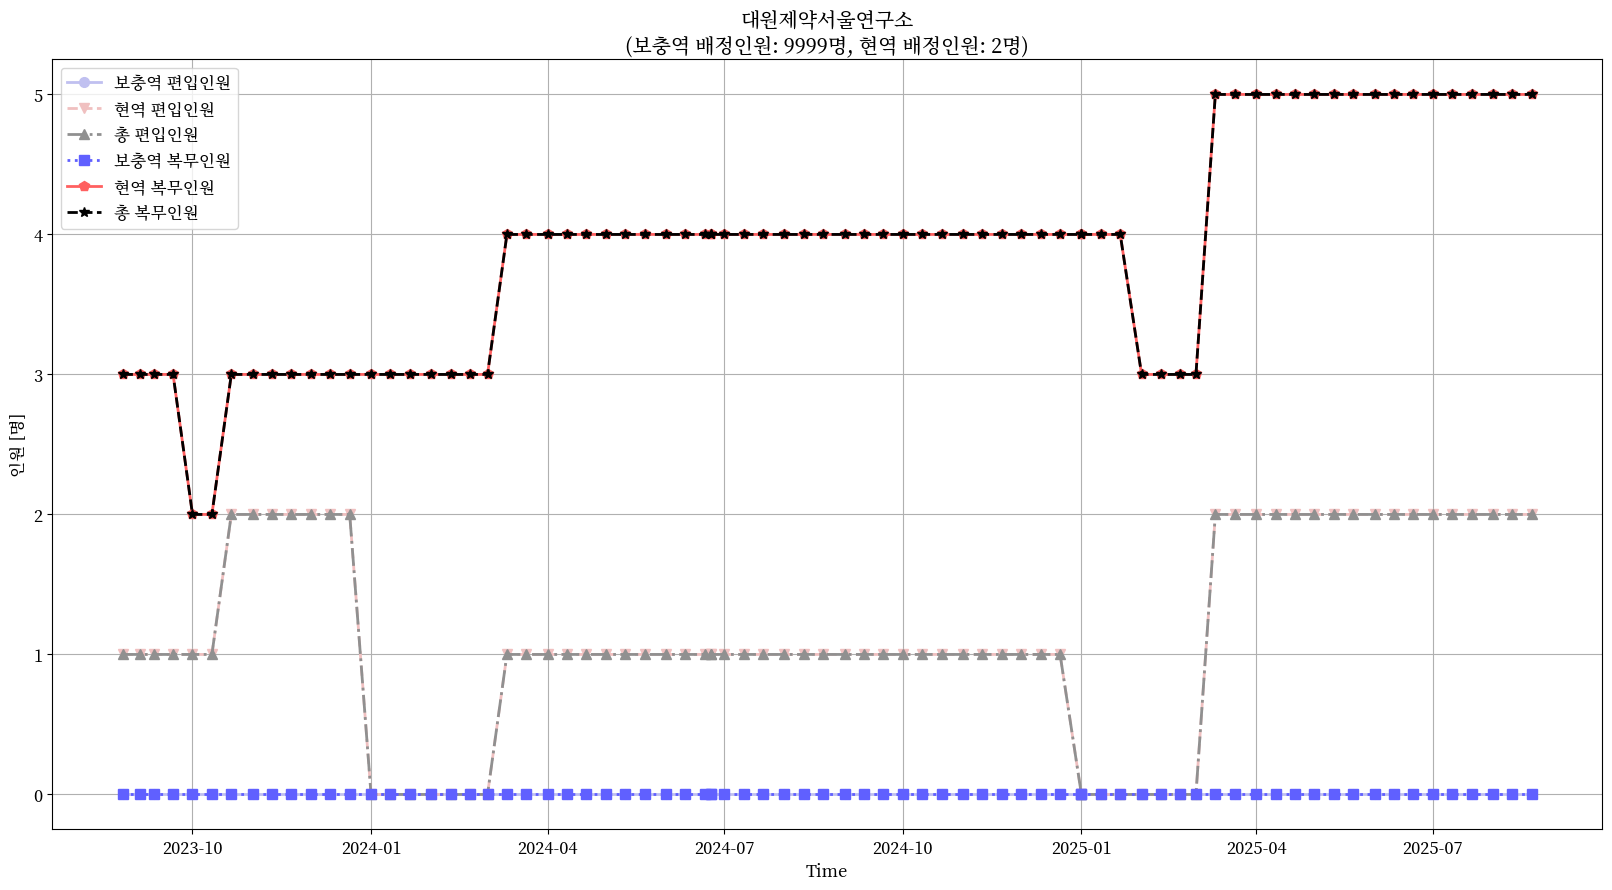 대원제약서울연구소
(보충역 배정인원: 9999명, 현역 배정인원: 2명)
보충역 편입인원
현역 편입인원
총 편입인원
보충역 복무인원
현역 복무인원
총 복무인원
인원 [명]
5
4
3
2
1
0
2023-10
2024-01
2024-04
2024-07
2024-10
2025-01
2025-04
2025-07
Time